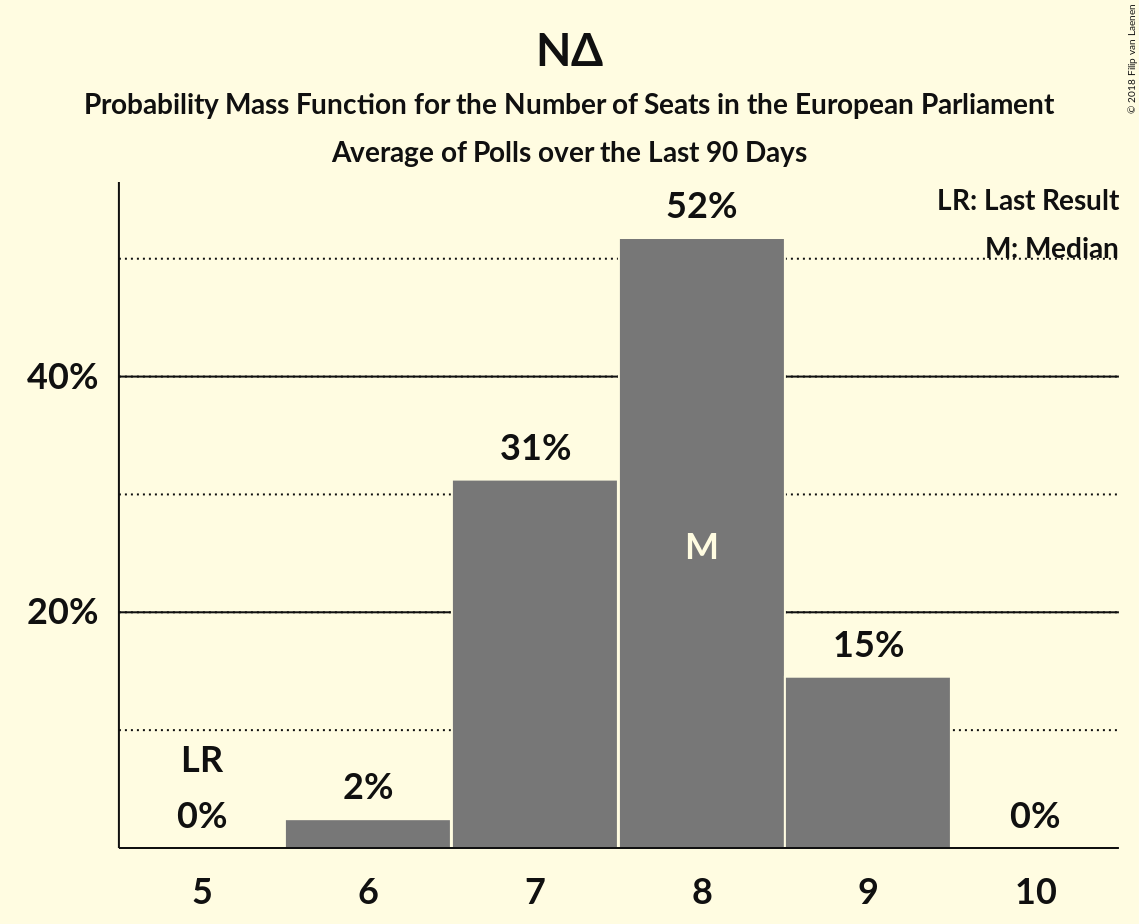 ΝΔ
Probability Mass Function for the Number of Seats in the European Parliament
Average of Polls over the Last 90 Days
© 2018 Filip van Laenen
LR: Last Result
M: Median
52%
40%
31%
M
20%
15%
LR
2%
0%
0%
5 6 7 8 9 10